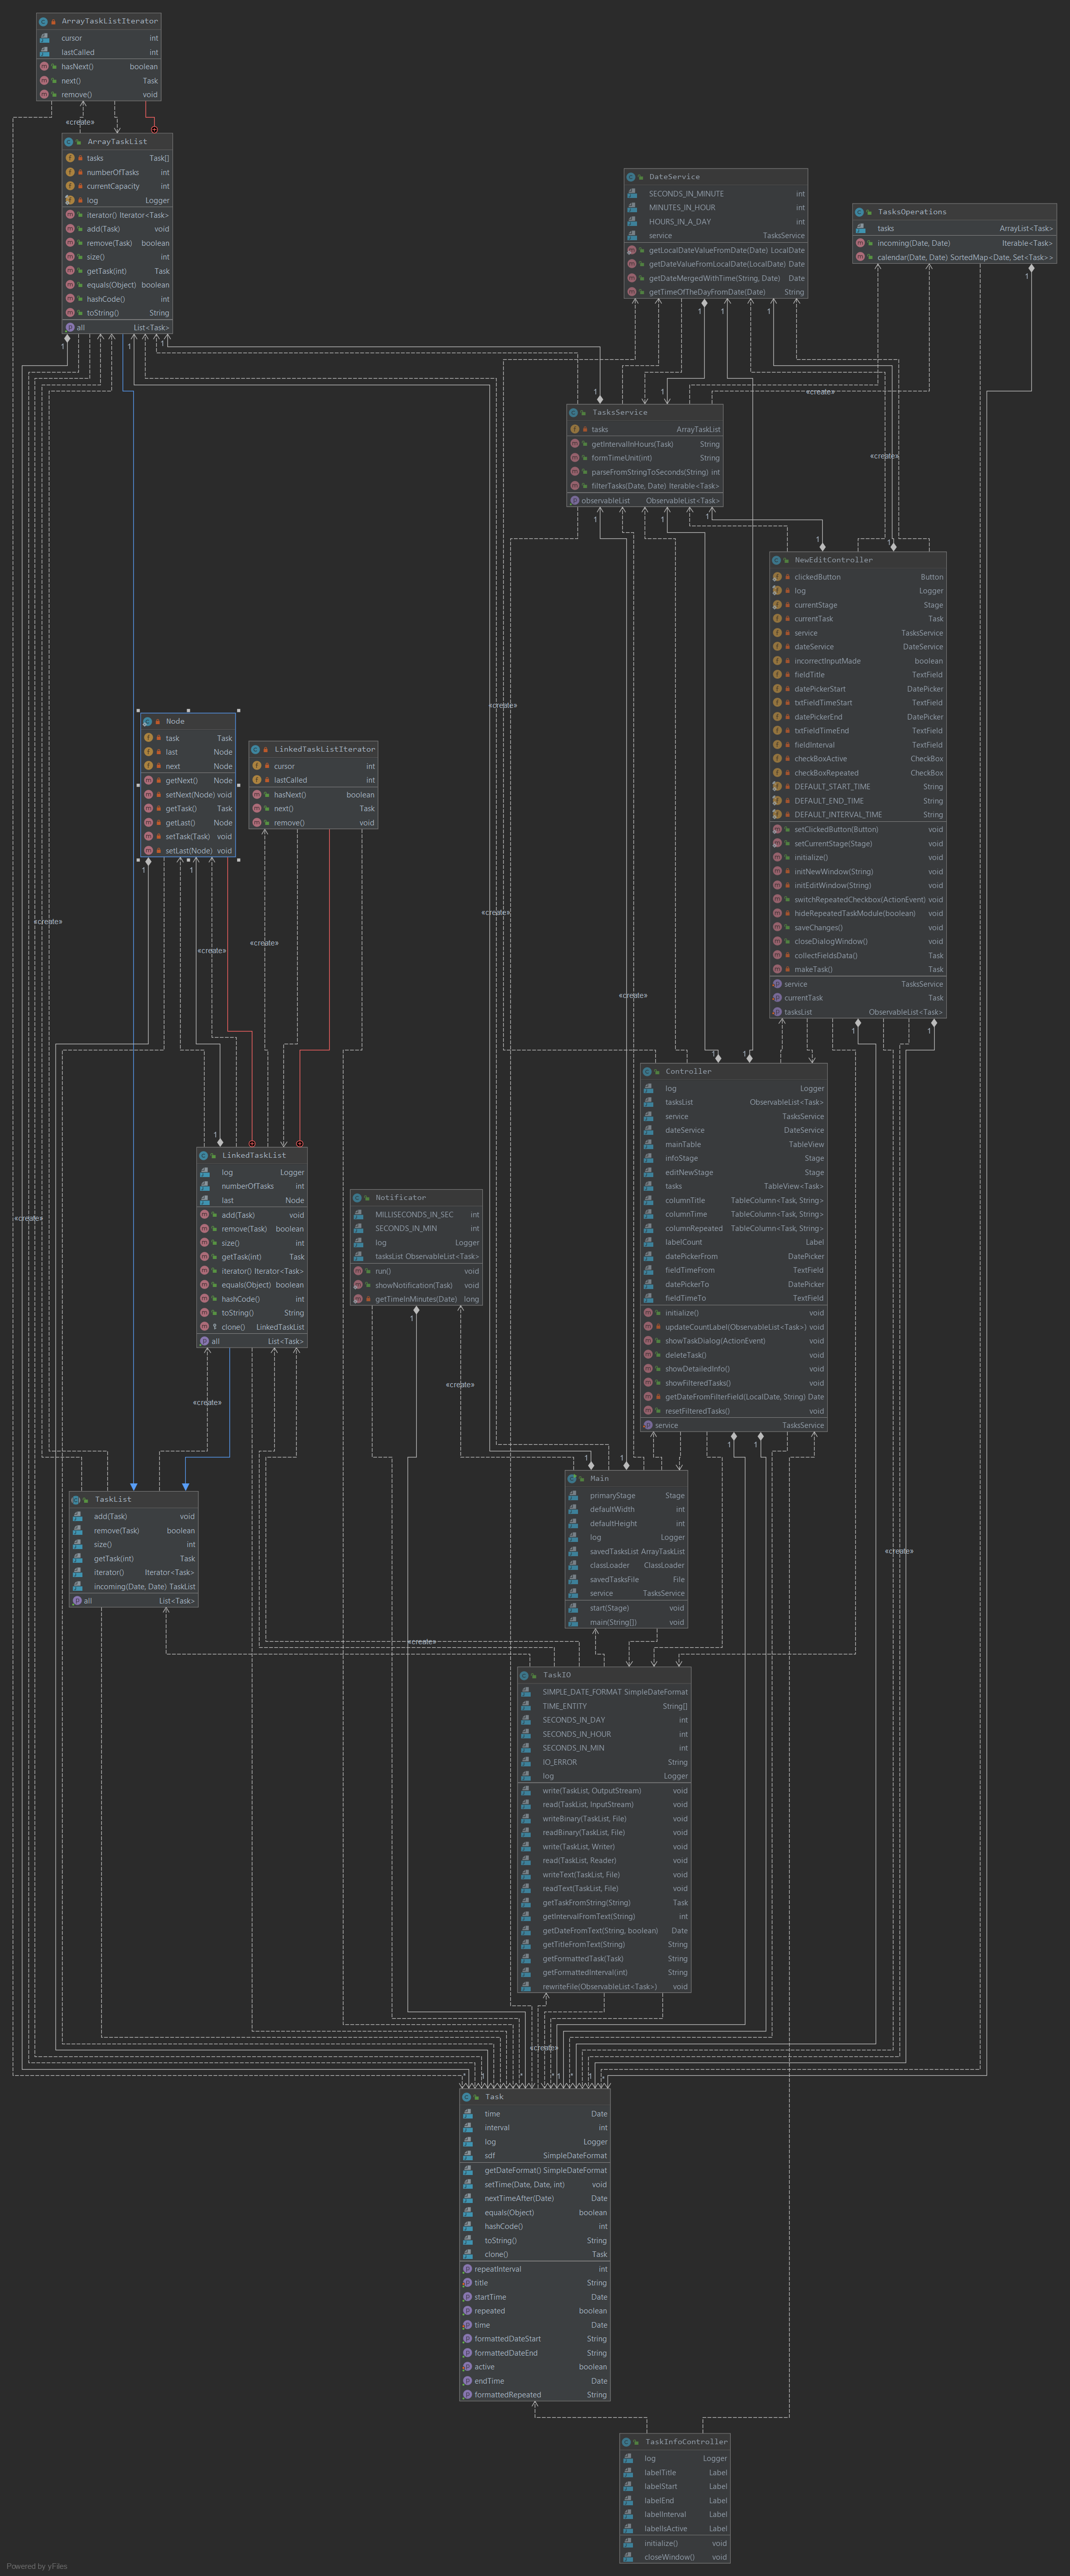 ArrayTaskListIterator
cursor int
lastCalled int
hasNext() boolean
next() Task
remove() void
«create»
ArrayTaskList
tasks Task[]
numberOfTasks int
currentCapacity int
log Logger
iterator() Iterator<Task>
add(Task) void
remove(Task) boolean
size() int
getTask(int) Task
equals(Object) boolean
hashCode() int
toString() String
all List<Task>
DateService
SECONDS_IN_MINUTE int
MINUTES_IN_HOUR int
HOURS_IN_A_DAY int
service TasksService
getLocalDateValueFromDate(Date) LocalDate
getDateValueFromLocalDate(LocalDate) Date
getDateMergedWithTime(String, Date) Date
getTimeOfTheDayFromDate(Date) String
TasksOperations
tasks ArrayList<Task>
incoming(Date, Date) Iterable<Task>
calendar(Date, Date) SortedMap<Date, Set<Task>>
1 1 1 1 1
1 1
1
«create»
TasksService
tasks ArrayTaskList
getIntervalInHours(Task) String
formTimeUnit(int) String
parseFromStringToSeconds(String) int
filterTasks(Date, Date) Iterable<Task>
observableList ObservableList<Task>
«create»
1 1 1
1 1
NewEditController
clickedButton Button
log Logger
currentStage Stage
currentTask Task
service TasksService
dateService DateService
incorrectInputMade boolean
fieldTitle TextField
datePickerStart DatePicker
txtFieldTimeStart TextField
datePickerEnd DatePicker
txtFieldTimeEnd TextField
fieldInterval TextField
checkBoxActive CheckBox
checkBoxRepeated CheckBox
DEFAULT_START_TIME String
DEFAULT_END_TIME String
DEFAULT_INTERVAL_TIME String
setClickedButton(Button) void
setCurrentStage(Stage) void
initialize() void
initNewWindow(String) void
initEditWindow(String) void
switchRepeatedCheckbox(ActionEvent) void
hideRepeatedTaskModule(boolean) void
saveChanges() void
closeDialogWindow() void
collectFieldsData() Task
makeTask() Task
service TasksService
currentTask Task
tasksList ObservableList<Task>
«create»
Node
task Task
last Node
next Node
getNext() Node
setNext(Node) void
getTask() Task
getLast() Node
setTask(Task) void
setLast(Node) void
LinkedTaskListIterator
cursor int
lastCalled int
hasNext() boolean
next() Task
remove() void
1 1
«create»
«create»
«create»
«create»
«create»
1 1
1 1
Controller
log Logger
tasksList ObservableList<Task>
service TasksService
dateService DateService
mainTable TableView
infoStage Stage
editNewStage Stage
tasks TableView<Task>
columnTitle TableColumn<Task, String>
columnTime TableColumn<Task, String>
columnRepeated TableColumn<Task, String>
labelCount Label
datePickerFrom DatePicker
fieldTimeFrom TextField
datePickerTo DatePicker
fieldTimeTo TextField
initialize() void
updateCountLabel(ObservableList<Task>) void
showTaskDialog(ActionEvent) void
deleteTask() void
showDetailedInfo() void
showFilteredTasks() void
getDateFromFilterField(LocalDate, String) Date
resetFilteredTasks() void
service TasksService
1
LinkedTaskList
log Logger
numberOfTasks int
last Node
add(Task) void
remove(Task) boolean
size() int
getTask(int) Task
iterator() Iterator<Task>
equals(Object) boolean
hashCode() int
toString() String
clone() LinkedTaskList
all List<Task>
Notificator
MILLISECONDS_IN_SEC int
SECONDS_IN_MIN int
log Logger
tasksList ObservableList<Task>
run() void
showNotification(Task) void
getTimeInMinutes(Date) long
«create»
1
«create»
«create»
1 1
1 1
TaskList
add(Task) void
remove(Task) boolean
size() int
getTask(int) Task
iterator() Iterator<Task>
incoming(Date, Date) TaskList
all List<Task>
Main
primaryStage Stage
defaultWidth int
defaultHeight int
log Logger
savedTasksList ArrayTaskList
classLoader ClassLoader
savedTasksFile File
service TasksService
start(Stage) void
main(String[]) void
«create»
«create»
TaskIO
SIMPLE_DATE_FORMAT SimpleDateFormat
TIME_ENTITY String[]
SECONDS_IN_DAY int
SECONDS_IN_HOUR int
SECONDS_IN_MIN int
IO_ERROR String
log Logger
write(TaskList, OutputStream) void
read(TaskList, InputStream) void
writeBinary(TaskList, File) void
readBinary(TaskList, File) void
write(TaskList, Writer) void
read(TaskList, Reader) void
writeText(TaskList, File) void
readText(TaskList, File) void
getTaskFromString(String) Task
getIntervalFromText(String) int
getDateFromText(String, boolean) Date
getTitleFromText(String) String
getFormattedTask(Task) String
getFormattedInterval(int) String
rewriteFile(ObservableList<Task>) void
«create»
Task
time Date
interval int
log Logger
sdf SimpleDateFormat
getDateFormat() SimpleDateFormat
setTime(Date, Date, int) void
nextTimeAfter(Date) Date
equals(Object) boolean
hashCode() int
toString() String
clone() Task
repeatInterval int
title String
startTime Date
repeated boolean
time Date
formattedDateStart String
formattedDateEnd String
active boolean
endTime Date
formattedRepeated String
TaskInfoController
log Logger
labelTitle Label
labelStart Label
labelEnd Label
labelInterval Label
labelIsActive Label
initialize() void
closeWindow() void
Powered by yFiles